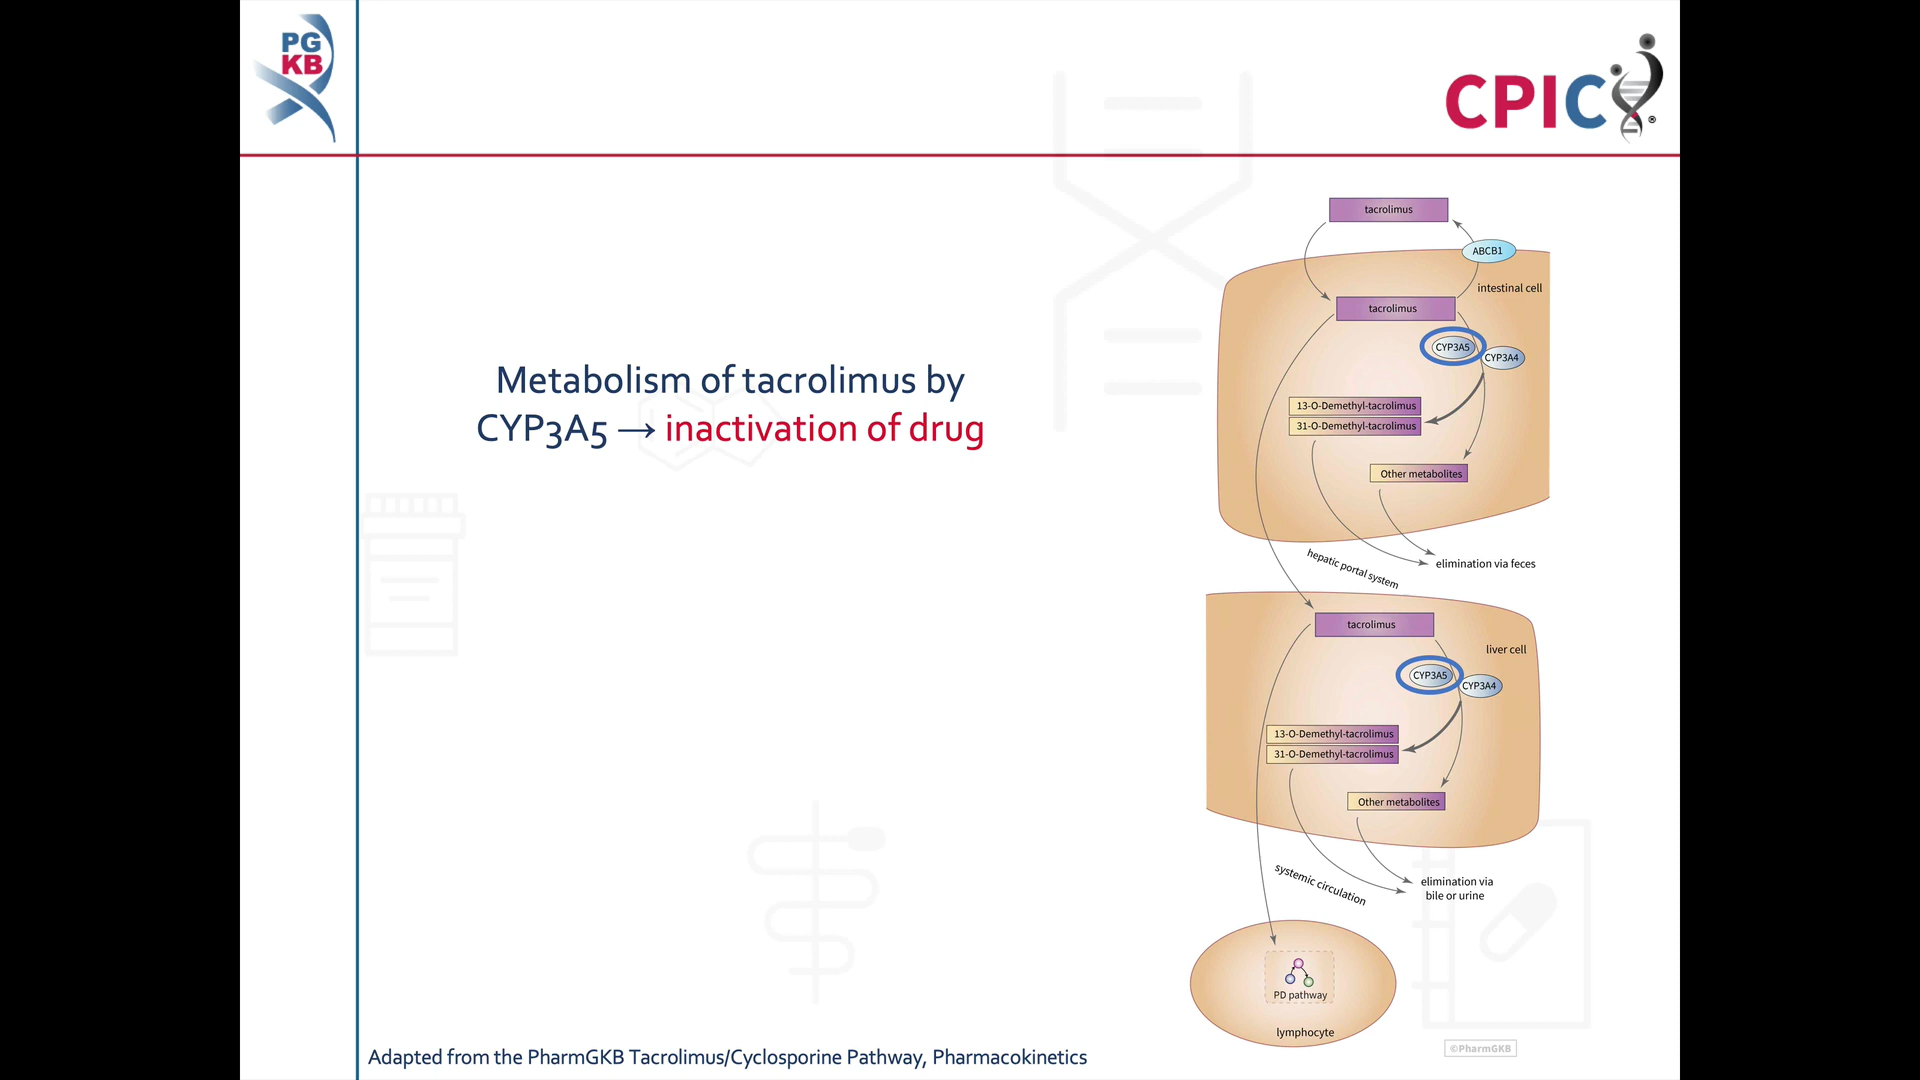 PG
KB
CPIC
®
Metabolism of tacrolimus by
CYP3A5 → inactivation of drug
tacrolimus
ABCB1
intestinal cell
tacrolimus
CYP3A5
CYP3A4
13-O-Demethyl-tacrolimus
31-O-Demethyl-tacrolimus
Other metabolites
hepatic portal system
elimination via feces
tacrolimus
liver cell
CYP3A5
CYP3A4
13-O-Demethyl-tacrolimus
31-O-Demethyl-tacrolimus
Other metabolites
systemic circulation
elimination via
bile or urine
PD pathway
lymphocyte
©PharmGKB
Adapted from the PharmGKB Tacrolimus/Cyclosporine Pathway, Pharmacokinetics